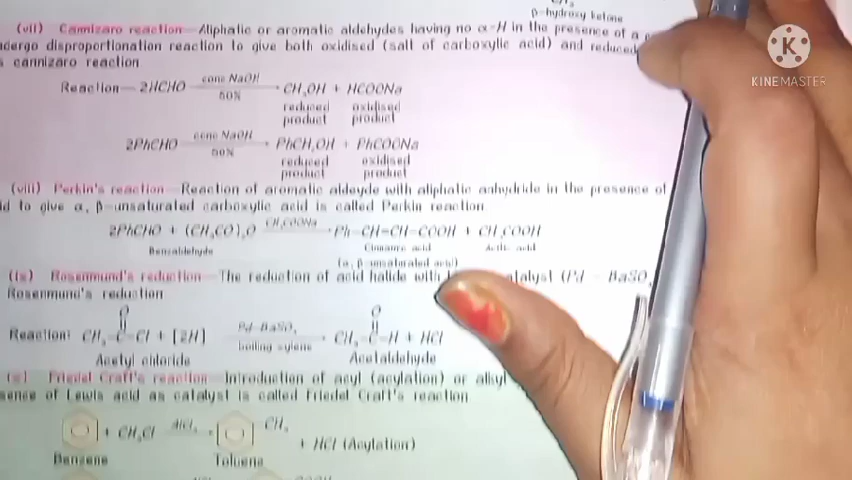 β-hydroxy ketone
(vii) Cannizaro reaction—Aliphatic or aromatic aldehydes having no α-H in the presence of a
ndergo disproportionation reaction to give both oxidised (salt of carboxylic acid) and reduced
s cannizaro reaction
Reaction— 2HCHO conc NaOH 50% CH₃OH + HCOONa
reduced product oxidised product
2PhCHO conc NaOH 50% PhCH₂OH + PhCOONa
reduced product oxidised product
(viii) Perkin's reaction—Reaction of aromatic aldeyde with aliphatic anhydride in the presence of
id to give α, β-unsaturated carboxylic acid is called Perkin reaction
2PhCHO + (CH₃CO)₂O CH₃COONa Ph-CH=CH-COOH + CH₃COOH
Benzaldehyde Cinnamic acid Acitic acid
(α, β-unsaturated acid)
(ix) Rosenmund's reduction—The reduction of acid halide with catalyst (Pd - BaSO₄
Rosenmund's reduction
O O
Reaction: CH₃-C-Cl + [2H] Pd-BaSO₄ boiling xylene CH₃-C-H + HCl
Acetyl chloride Acetaldehyde
(x) Friedel Craft's reaction—Introduction of acyl (acylation) or alkyl
sence of Lewis acid as catalyst is called Friedel Craft's reaction
+ CH₃Cl AlCl₃ CH₃ + HCl (Acylation)
Benzene Toluene
K
KINEMASTER